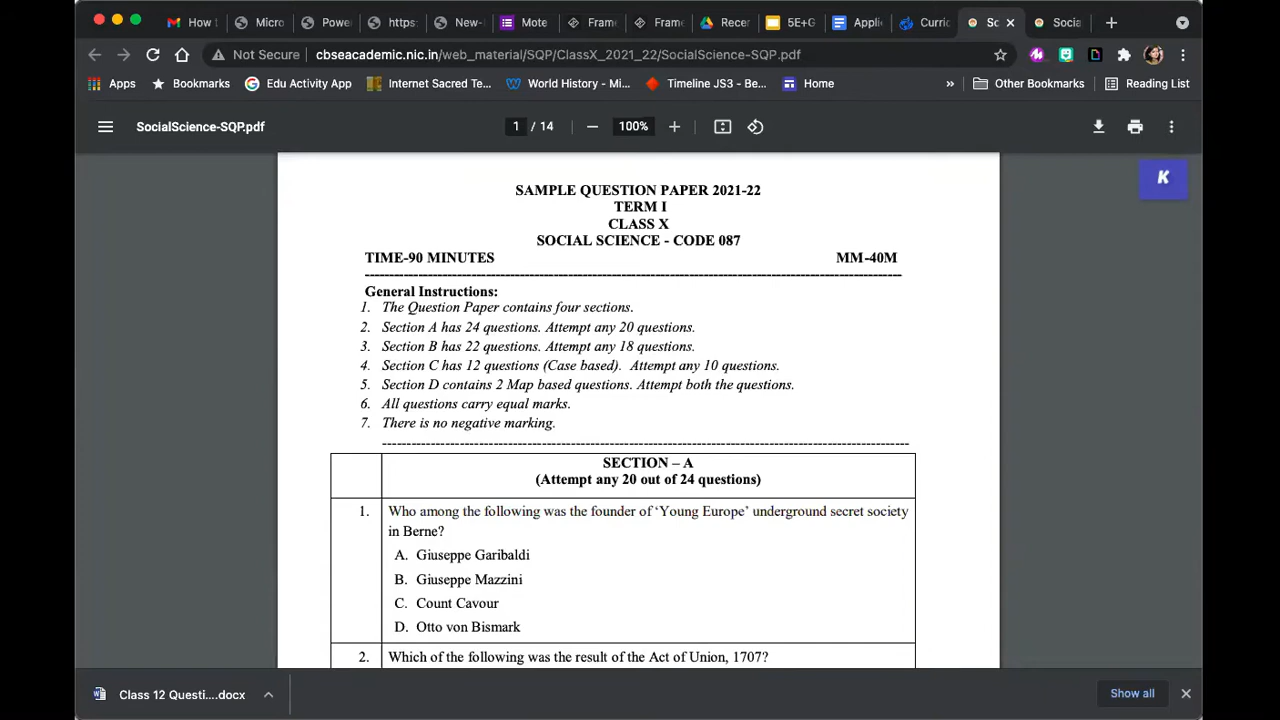 How t
Micro
Powe
https:
New-
Mote
Frame
Frame
Recer
5E+G
Applic
Curric
Sc
Socia
Not Secure
cbseacademic.nic.in/web_material/SQP/ClassX_2021_22/SocialScience-SQP.pdf
Apps
Bookmarks
Edu Activity App
Internet Sacred Te...
World History - Mi...
Timeline JS3 - Be...
Home
»
Other Bookmarks
Reading List
SocialScience-SQP.pdf
1 / 14
100%
K
SAMPLE QUESTION PAPER 2021-22
TERM I
CLASS X
SOCIAL SCIENCE - CODE 087
TIME-90 MINUTES MM-40M
General Instructions:
1. The Question Paper contains four sections.
2. Section A has 24 questions. Attempt any 20 questions.
3. Section B has 22 questions. Attempt any 18 questions.
4. Section C has 12 questions (Case based). Attempt any 10 questions.
5. Section D contains 2 Map based questions. Attempt both the questions.
6. All questions carry equal marks.
7. There is no negative marking.
SECTION – A
(Attempt any 20 out of 24 questions)
1. Who among the following was the founder of ‘Young Europe’ underground secret society
in Berne?
A. Giuseppe Garibaldi
B. Giuseppe Mazzini
C. Count Cavour
D. Otto von Bismark
2. Which of the following was the result of the Act of Union, 1707?
Class 12 Questi....docx
Show all